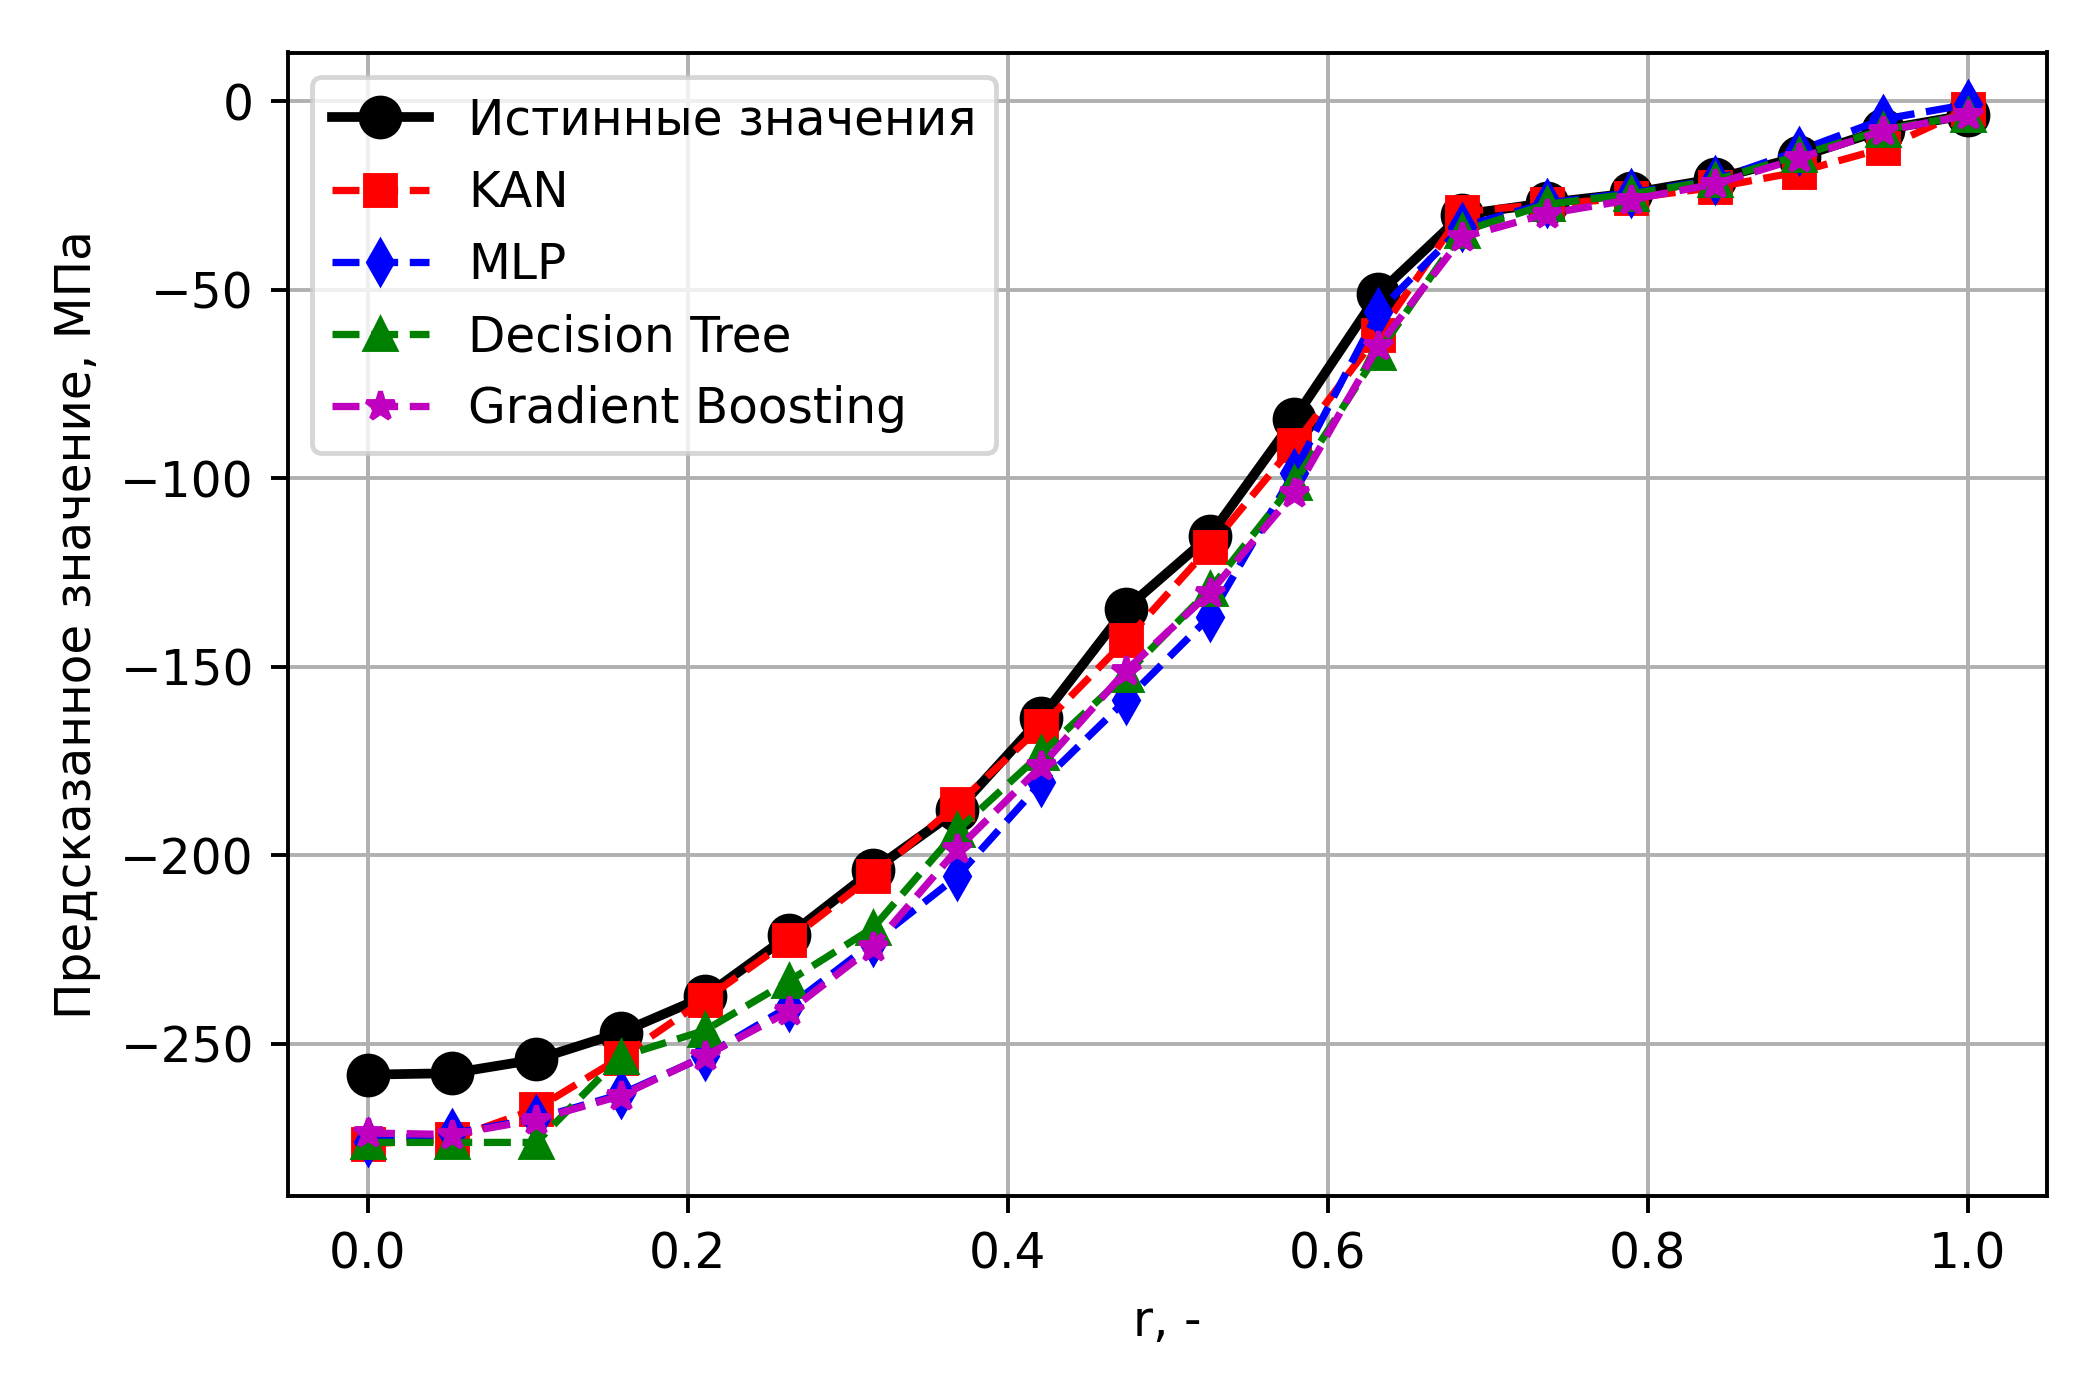 Истинные значения
KAN
MLP
Decision Tree
Gradient Boosting
Предсказанное значение, МПа
0
−50
−100
−150
−200
−250
0.0 0.2 0.4 0.6 0.8 1.0
r, -